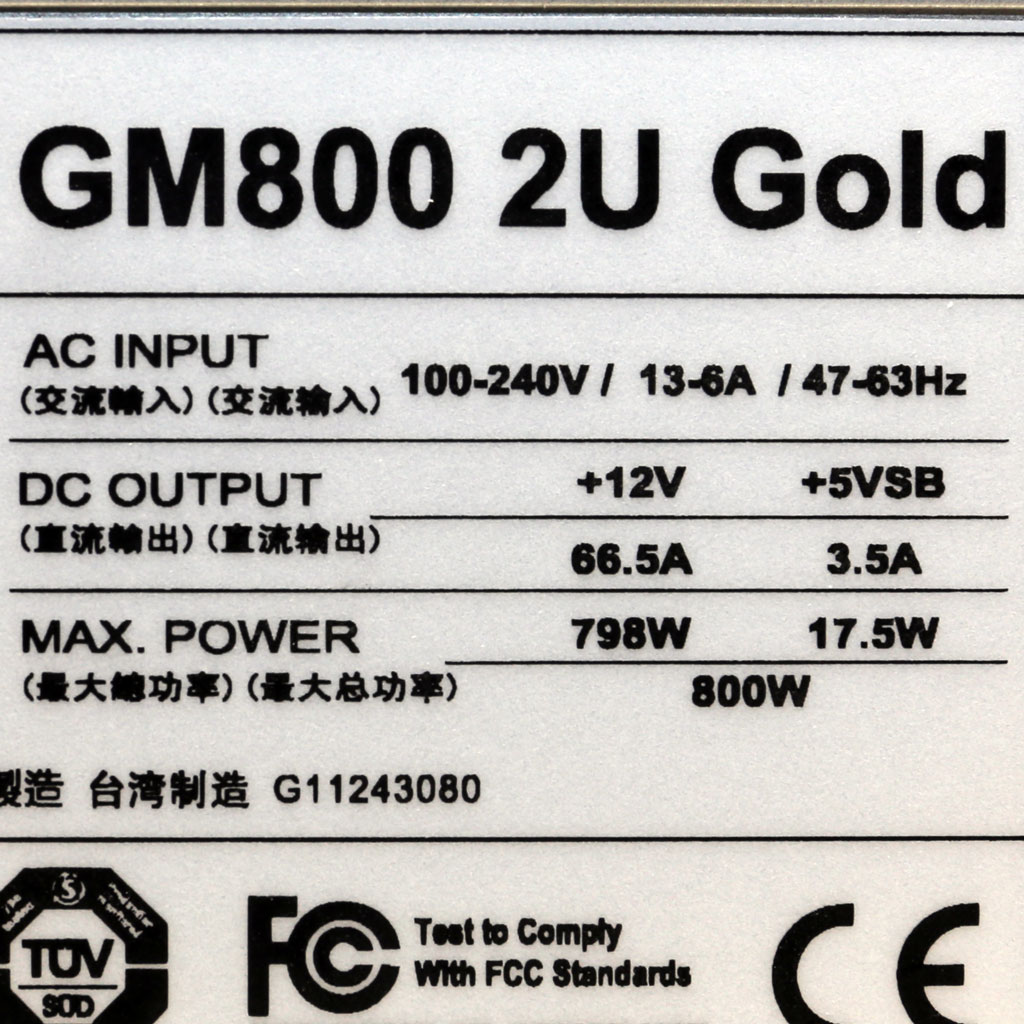 GM800 2U Gold
AC INPUT 100-240V / 13-6A / 47-63Hz
(交流輸入) (交流输入)
DC OUTPUT +12V +5VSB
(直流輸出) (直流输出) 66.5A 3.5A
MAX. POWER 798W 17.5W
(最大總功率) (最大总功率) 800W
製造 台湾制造 G11243080
TÜV
SÜD
FC Test to Comply
With FCC Standards
CE